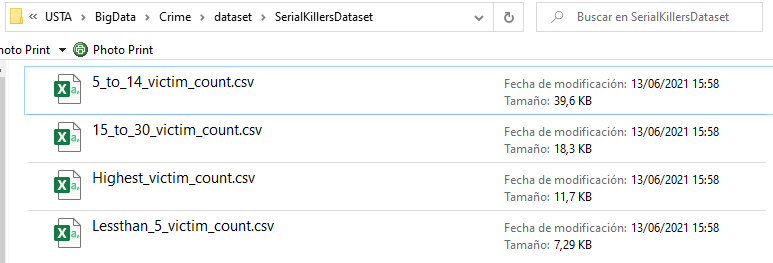 USTA > BigData > Crime > dataset > SerialKillersDataset
Buscar en SerialKillersDataset
hoto Print Photo Print
5_to_14_victim_count.csv
Fecha de modificación: 13/06/2021 15:58
Tamaño: 39,6 KB
15_to_30_victim_count.csv
Fecha de modificación: 13/06/2021 15:58
Tamaño: 18,3 KB
Highest_victim_count.csv
Fecha de modificación: 13/06/2021 15:58
Tamaño: 11,7 KB
Lessthan_5_victim_count.csv
Fecha de modificación: 13/06/2021 15:58
Tamaño: 7,29 KB